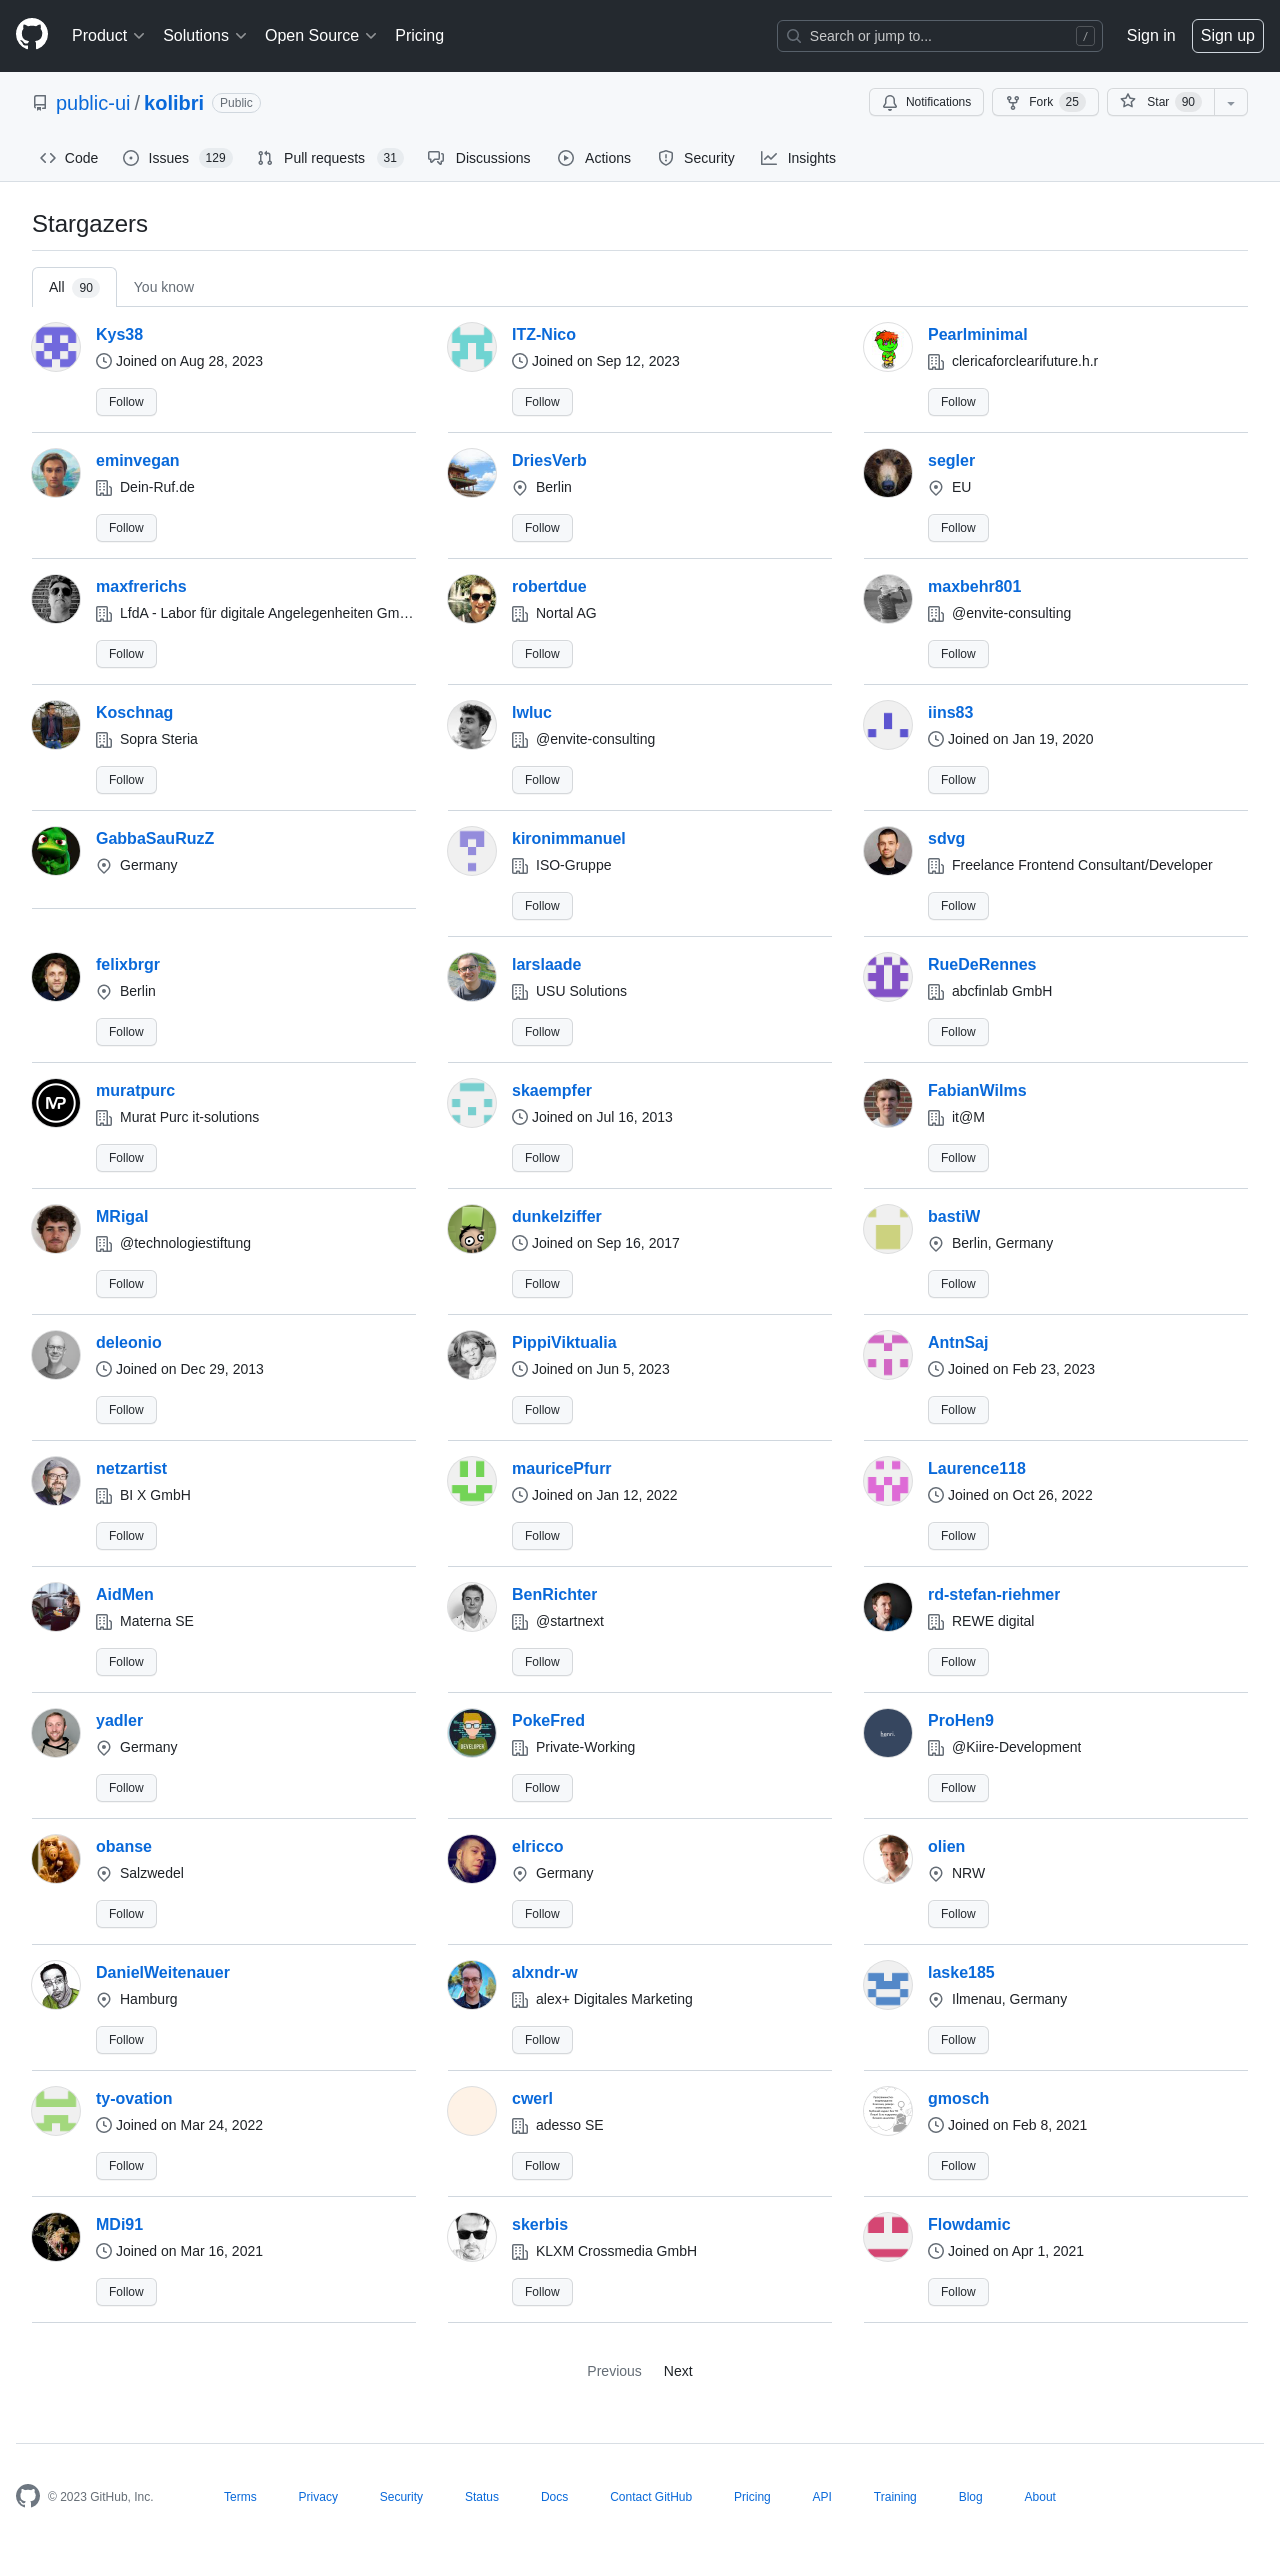 Product
Solutions
Open Source
Pricing
Search or jump to...
/
Sign in
Sign up
public-ui / kolibri
Public
Notifications
Fork 25
Star 90
Code
Issues 129
Pull requests 31
Discussions
Actions
Security
Insights
Stargazers
All 90
You know
Kys38
Joined on Aug 28, 2023
Follow
ITZ-Nico
Joined on Sep 12, 2023
Follow
Pearlminimal
clericaforclearifuture.h.r
Follow
eminvegan
Dein-Ruf.de
Follow
DriesVerb
Berlin
Follow
segler
EU
Follow
maxfrerichs
LfdA - Labor für digitale Angelegenheiten Gm…
Follow
robertdue
Nortal AG
Follow
maxbehr801
@envite-consulting
Follow
Koschnag
Sopra Steria
Follow
lwluc
@envite-consulting
Follow
iins83
Joined on Jan 19, 2020
Follow
GabbaSauRuzZ
Germany
kironimmanuel
ISO-Gruppe
Follow
sdvg
Freelance Frontend Consultant/Developer
Follow
felixbrgr
Berlin
Follow
larslaade
USU Solutions
Follow
RueDeRennes
abcfinlab GmbH
Follow
MP
muratpurc
Murat Purc it-solutions
Follow
skaempfer
Joined on Jul 16, 2013
Follow
FabianWilms
it@M
Follow
MRigal
@technologiestiftung
Follow
dunkelziffer
Joined on Sep 16, 2017
Follow
bastiW
Berlin, Germany
Follow
deleonio
Joined on Dec 29, 2013
Follow
PippiViktualia
Joined on Jun 5, 2023
Follow
AntnSaj
Joined on Feb 23, 2023
Follow
netzartist
BI X GmbH
Follow
mauricePfurr
Joined on Jan 12, 2022
Follow
Laurence118
Joined on Oct 26, 2022
Follow
AidMen
Materna SE
Follow
BenRichter
@startnext
Follow
rd-stefan-riehmer
REWE digital
Follow
yadler
Germany
Follow
DEVELOPER
PokeFred
Private-Working
Follow
henri.
ProHen9
@Kiire-Development
Follow
obanse
Salzwedel
Follow
elricco
Germany
Follow
olien
NRW
Follow
DanielWeitenauer
Hamburg
Follow
alxndr-w
alex+ Digitales Marketing
Follow
laske185
Ilmenau, Germany
Follow
ty-ovation
Joined on Mar 24, 2022
Follow
cwerl
adesso SE
Follow
gmosch
Joined on Feb 8, 2021
Follow
MDi91
Joined on Mar 16, 2021
Follow
skerbis
KLXM Crossmedia GmbH
Follow
Flowdamic
Joined on Apr 1, 2021
Follow
Previous
Next
© 2023 GitHub, Inc.
Terms
Privacy
Security
Status
Docs
Contact GitHub
Pricing
API
Training
Blog
About